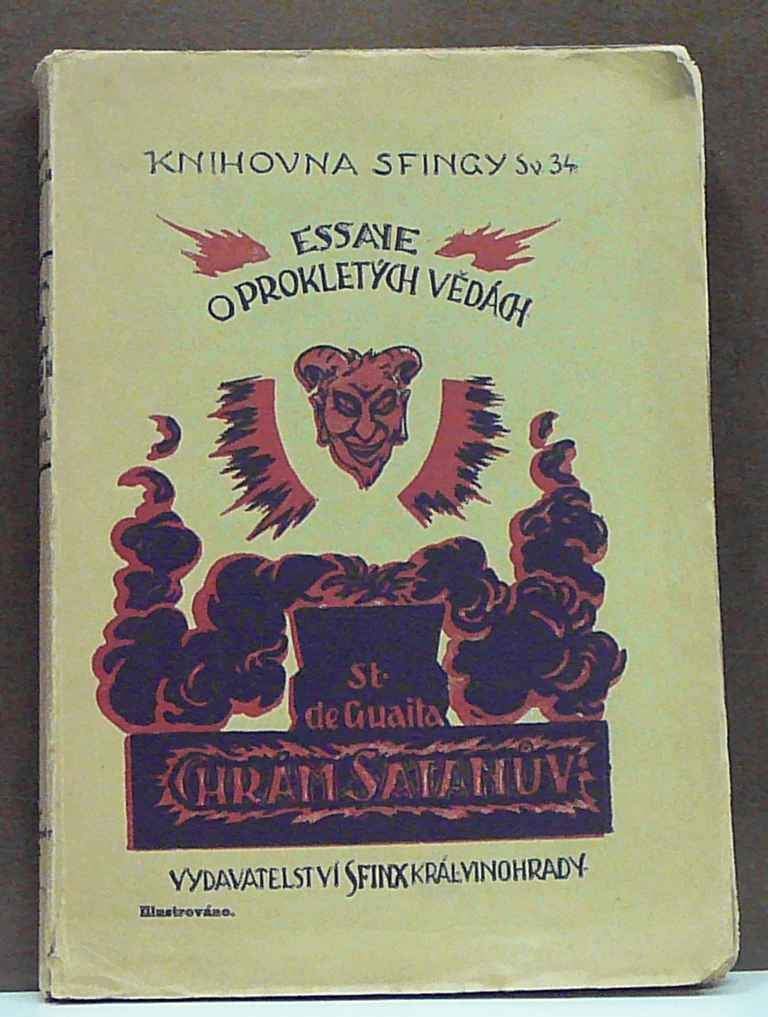 KNIHOVNA SFINGY Sv. 34.
ESSAYE
O PROKLETÝCH VĚDÁCH
St.
de Guaita
CHRÁM SATANŮV
VYDAVATELSTVÍ SFINX KRÁL.VINOHRADY.
Illustrováno.